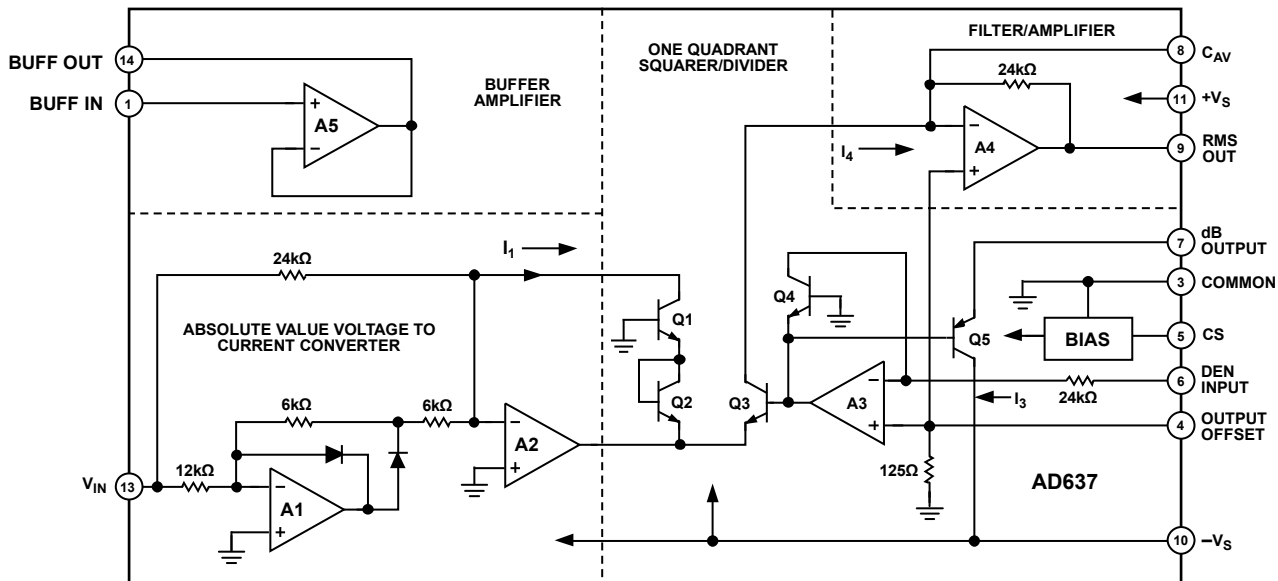 BUFF OUT
14
BUFF IN
1
+
−
A5
BUFFER
AMPLIFIER
ONE QUADRANT
SQUARER/DIVIDER
FILTER/AMPLIFIER
24kΩ
I4
−
A4
+
8
CAV
11
+VS
9
RMS
OUT
I1
24kΩ
ABSOLUTE VALUE VOLTAGE TO
CURRENT CONVERTER
6kΩ
6kΩ
12kΩ
VIN
13
−
A1
+
−
A2
+
Q1
Q2
Q3
Q4
−
A3
+
Q5
I3
BIAS
24kΩ
125Ω
7
dB
OUTPUT
3
COMMON
5
CS
6
DEN
INPUT
4
OUTPUT
OFFSET
AD637
10
−VS